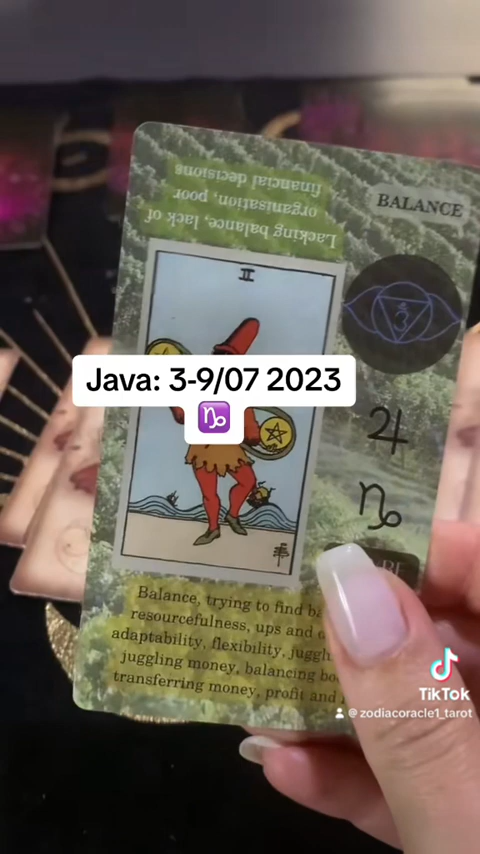 Lacking balance, lack of
organisation, poor
financial decisions
BALANCE
II
Java: 3-9/07 2023
♑
Balance, trying to find
resourcefulness, ups and
adaptability, flexibility,
juggling money, balancing
transferring money, profit and
TikTok
@zodiacoracle1_tarot